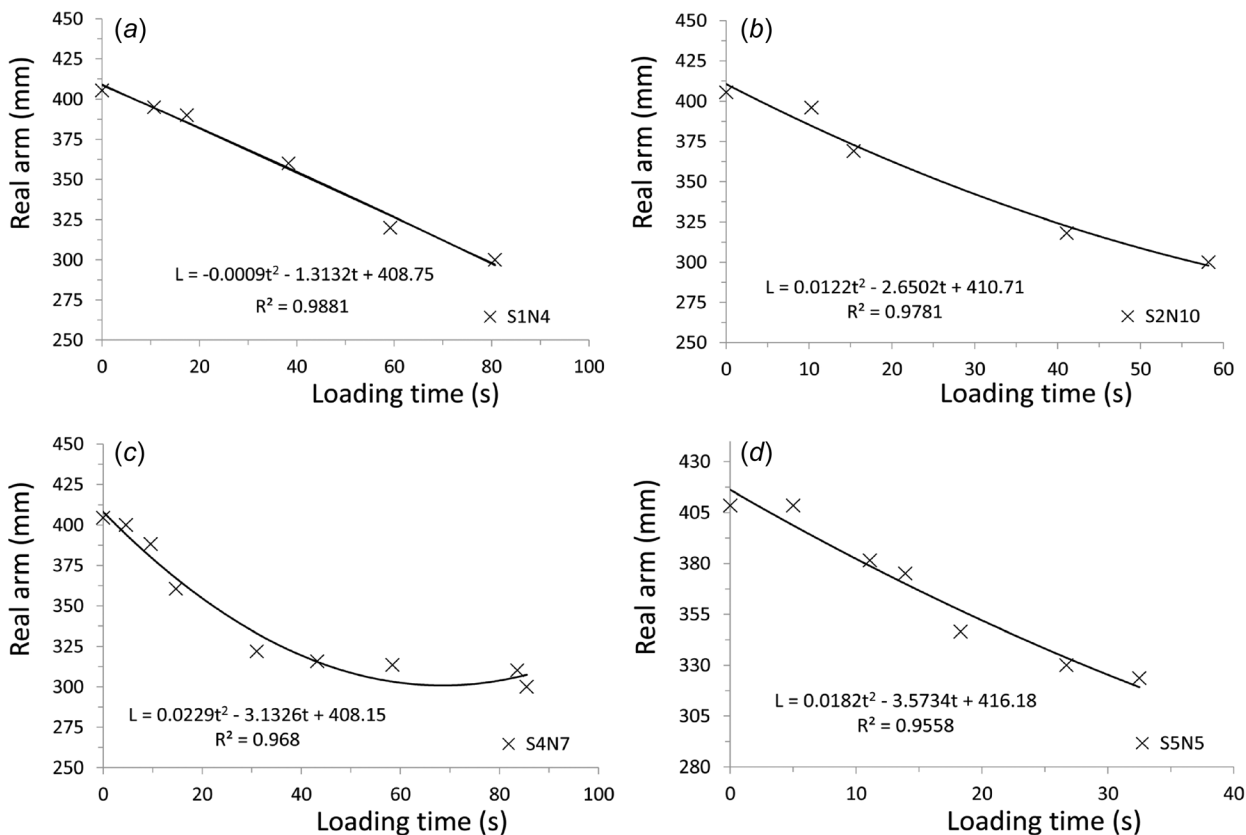 (a)
Real arm (mm)
450
425
400
375
350
325
300
275
250
L = -0.0009t² - 1.3132t + 408.75
R² = 0.9881
S1N4
0 20 40 60 80 100
Loading time (s)
(b)
Real arm (mm)
450
425
400
375
350
325
300
275
250
L = 0.0122t² - 2.6502t + 410.71
R² = 0.9781
S2N10
0 10 20 30 40 50 60
Loading time (s)
(c)
Real arm (mm)
450
425
400
375
350
325
300
275
250
L = 0.0229t² - 3.1326t + 408.15
R² = 0.968
S4N7
0 20 40 60 80 100
Loading time (s)
(d)
Real arm (mm)
430
405
380
355
330
305
280
L = 0.0182t² - 3.5734t + 416.18
R² = 0.9558
S5N5
0 10 20 30 40
Loading time (s)